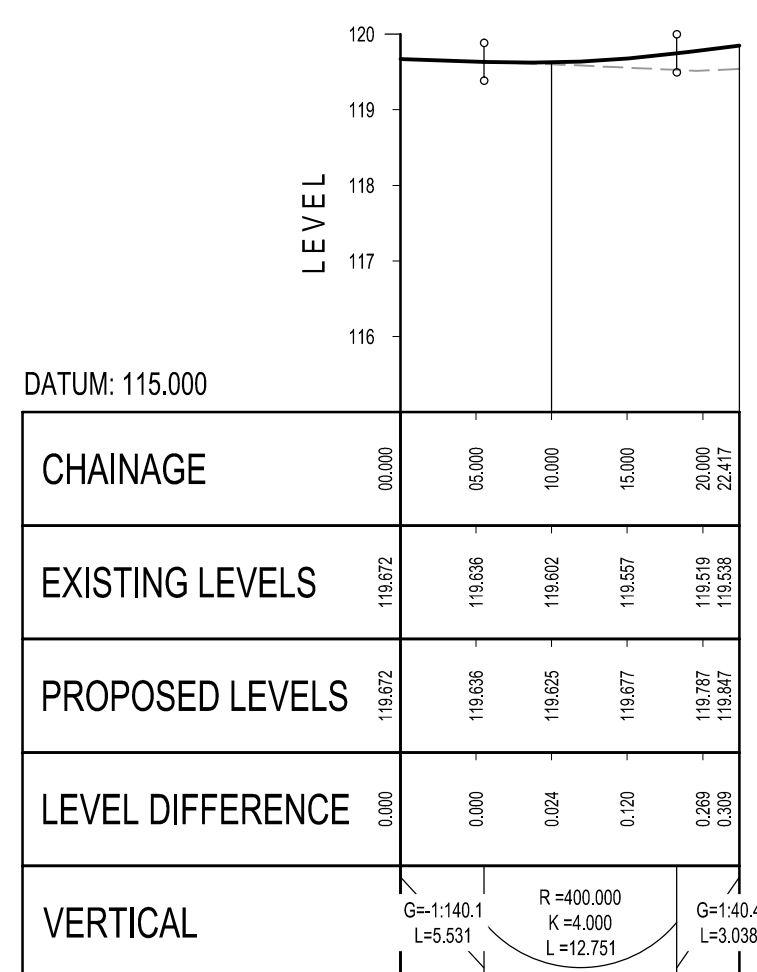 120
119
118
117
116
LEVEL
DATUM: 115.000
CHAINAGE 00.000 05.000 10.000 15.000 20.000 22.417
EXISTING LEVELS 119.672 119.636 119.602 119.557 119.519 119.538
PROPOSED LEVELS 119.672 119.636 119.625 119.677 119.787 119.847
LEVEL DIFFERENCE 0.000 0.000 0.024 0.120 0.269 0.309
VERTICAL
G=-1:140.1
L=5.531
R =400.000
K =4.000
L =12.751
G=1:40.4
L=3.038